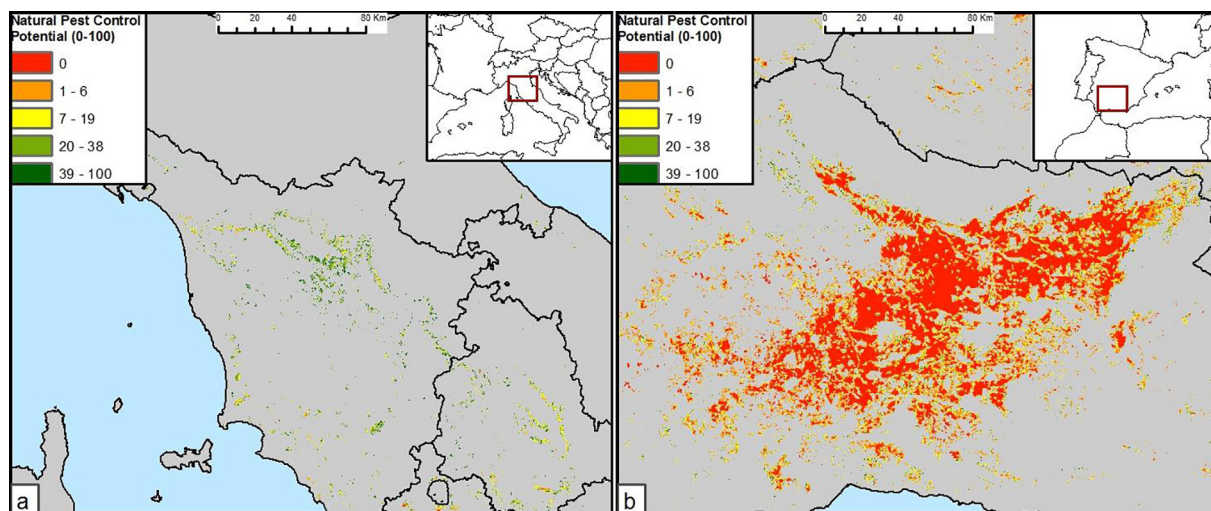 Natural Pest Control
Potential (0-100)
0
1 - 6
7 - 19
20 - 38
39 - 100
0 20 40 80 Km
a
Natural Pest Control
Potential (0-100)
0
1 - 6
7 - 19
20 - 38
39 - 100
0 20 40 80 Km
b